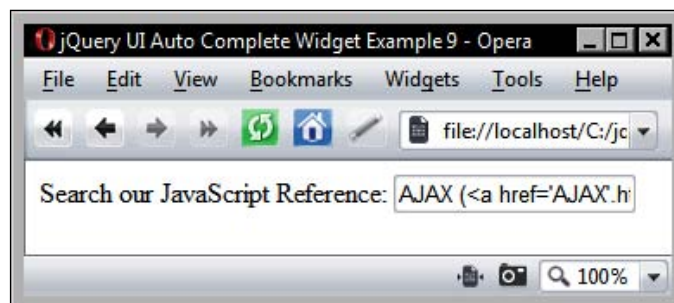 jQuery UI Auto Complete Widget Example 9 - Opera
File Edit View Bookmarks Widgets Tools Help
file://localhost/C:/jc
Search our JavaScript Reference: AJAX (<a href='AJAX'.h
100%